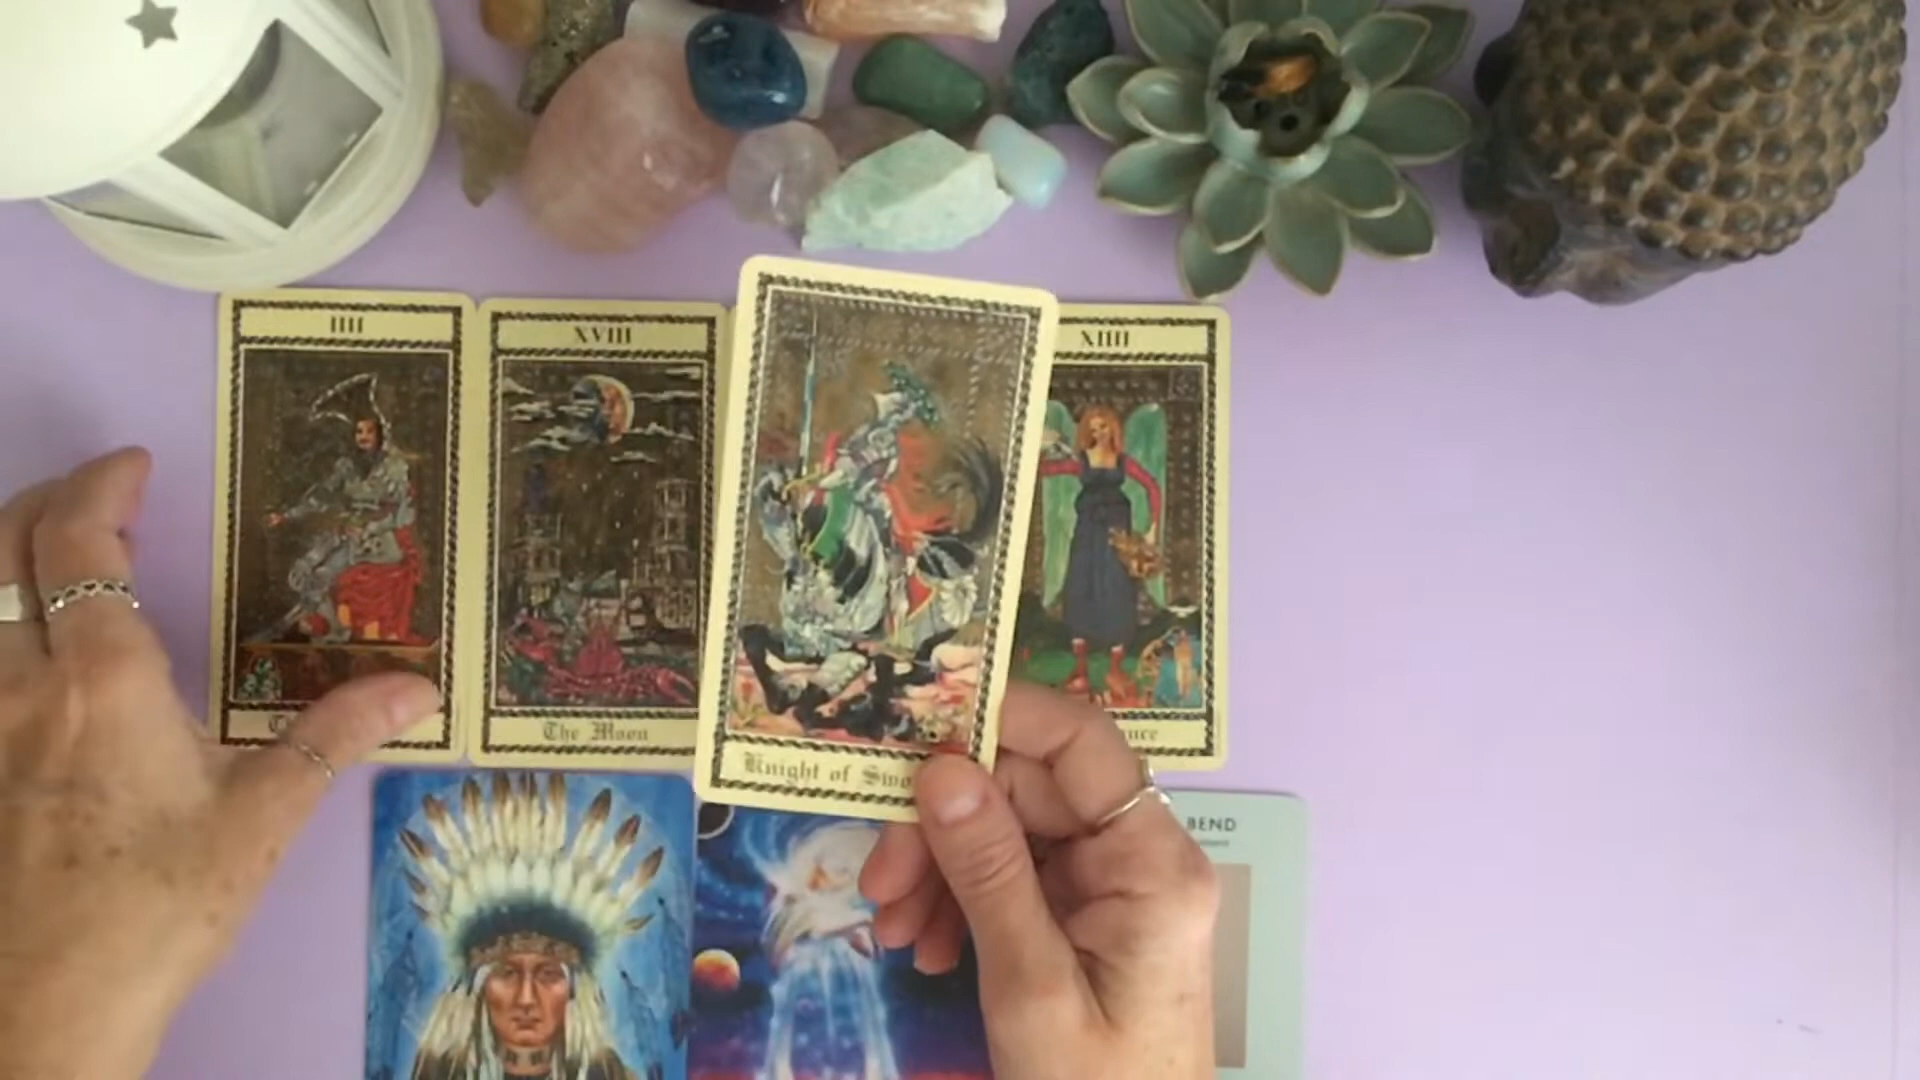 IIII
XVIII
XIIII
The Moon
Knight of Swo
BEND